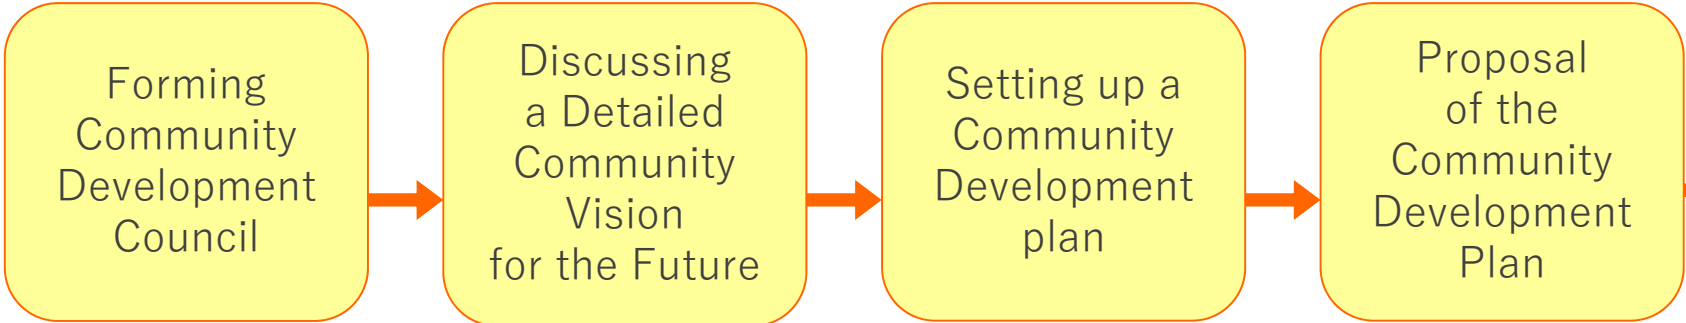 Forming
Community
Development
Council
Discussing
a Detailed
Community
Vision
for the Future
Setting up a
Community
Development
plan
Proposal
of the
Community
Development
Plan